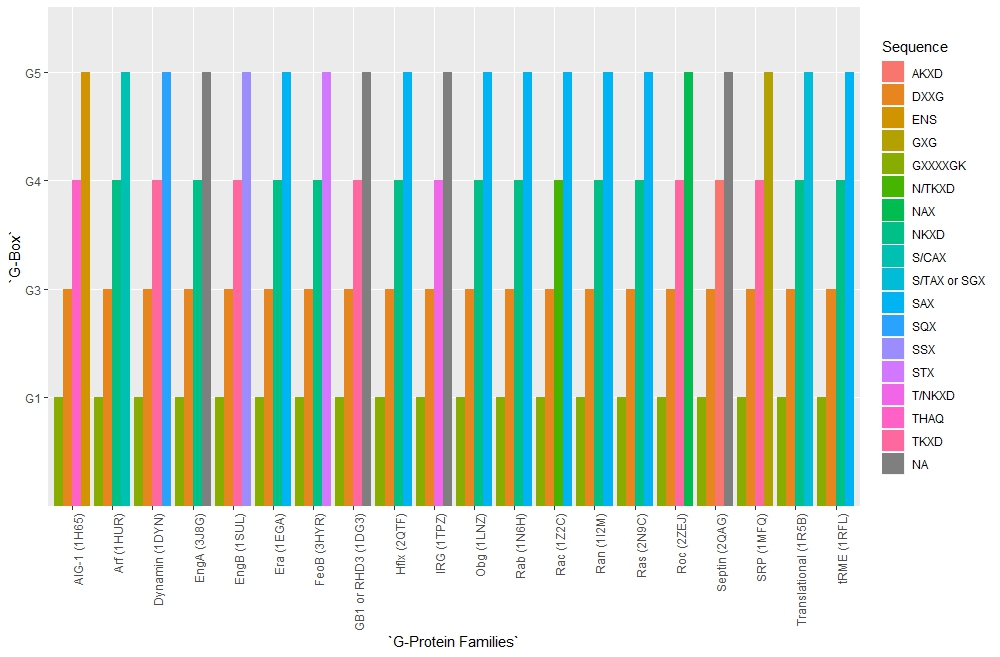 Sequence
AKXD
DXXG
ENS
GXG
GXXXXGK
N/TKXD
NAX
NKXD
S/CAX
S/TAX or SGX
SAX
SQX
SSX
STX
T/NKXD
THAQ
TKXD
NA
G5
G4
G3
G1
`G-Box`
AIG-1 (1H65)
Arf (1HUR)
Dynamin (1DYN)
EngA (3J8G)
EngB (1SUL)
Era (1EGA)
FeoB (3HYR)
GB1 or RHD3 (1DG3)
Hflx (2QTF)
IRG (1TPZ)
Obg (1LNZ)
Rab (1N6H)
Rac (1Z2C)
Ran (1I2M)
Ras (2N9C)
Roc (2ZEJ)
Septin (2QAG)
SRP (1MFQ)
Translational (1R5B)
tRME (1RFL)
`G-Protein Families`